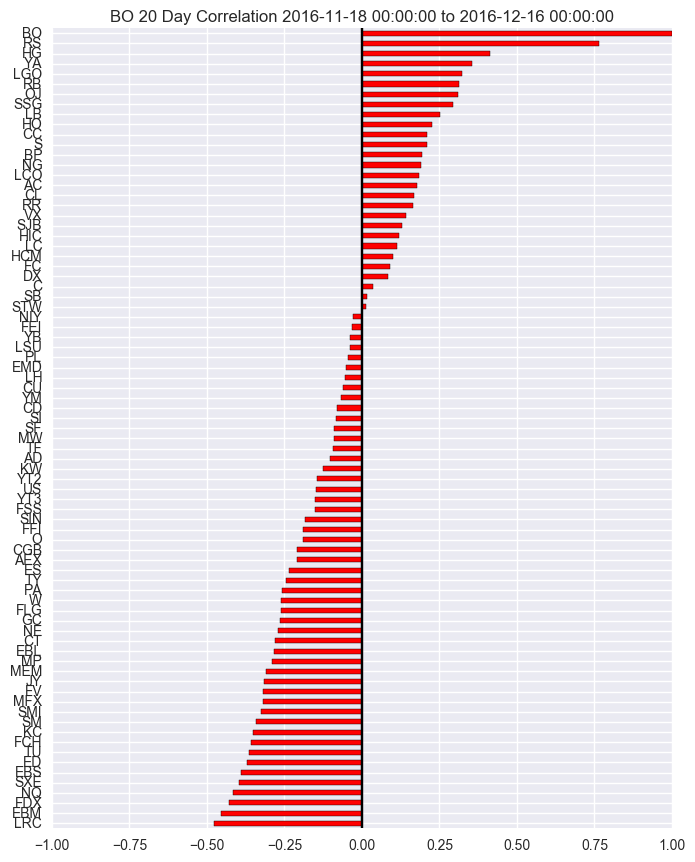 BO 20 Day Correlation 2016-11-18 00:00:00 to 2016-12-16 00:00:00
BO
RS
HG
YA
LGO
RB
OJ
SSG
LB
HO
CC
S
BP
NG
LCO
AC
CL
RR
VX
SJB
HIC
LC
HCM
FC
DX
C
SB
STW
NIY
YB
LSU
PL
EMD
LH
CU
YM
CD
SI
SF
MW
TF
AD
KW
YT2
US
YT3
FSS
SIN
FFI
O
CGB
AEX
ES
TY
PA
W
FLG
GC
NE
CT
EBL
MP
MEM
JY
FV
MFX
SMI
SM
KC
FCH
TU
ED
EBS
SXE
NQ
FDX
EBM
LRC
−1.00 −0.75 −0.50 −0.25 0.00 0.25 0.50 0.75 1.00